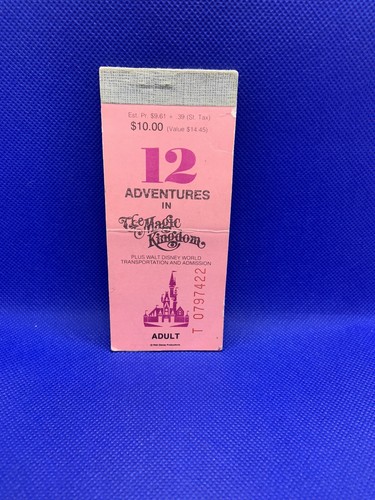 Est. Pr. $9.61 + .39 (St. Tax)
$10.00 (Value $14.45)
12
ADVENTURES
IN
The Magic
Kingdom
PLUS WALT DISNEY WORLD
TRANSPORTATION AND ADMISSION
T 0797422
ADULT